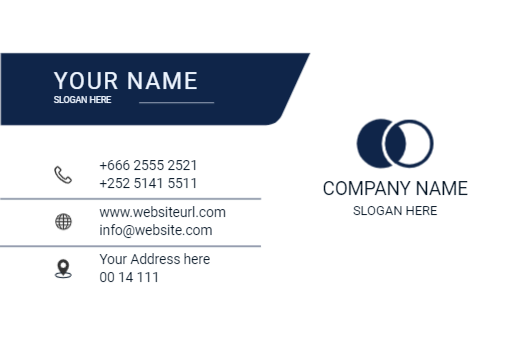 YOUR NAME
SLOGAN HERE
+666 2555 2521
+252 5141 5511
www.websiteurl.com
info@website.com
Your Address here
00 14 111
COMPANY NAME
SLOGAN HERE